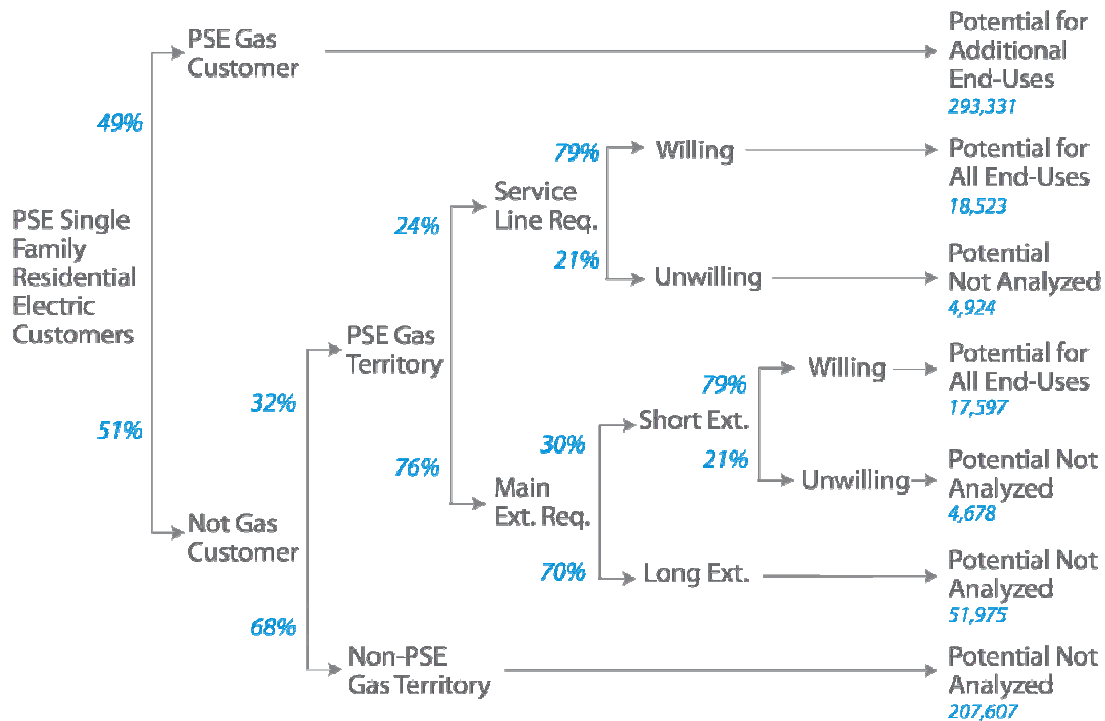 PSE Gas
Customer
Potential for
Additional
End-Uses
293,331
49%
79%
Willing
Potential for
All End-Uses
18,523
Service
Line Req.
24%
21%
Unwilling
Potential
Not Analyzed
4,924
PSE Single
Family
Residential
Electric
Customers
PSE Gas
Territory
32%
51%
76%
Main
Ext. Req.
30%
Short Ext.
79%
Willing
Potential for
All End-Uses
17,597
21%
Unwilling
Potential Not
Analyzed
4,678
Not Gas
Customer
70%
Long Ext.
Potential Not
Analyzed
51,975
68%
Non-PSE
Gas Territory
Potential Not
Analyzed
207,607